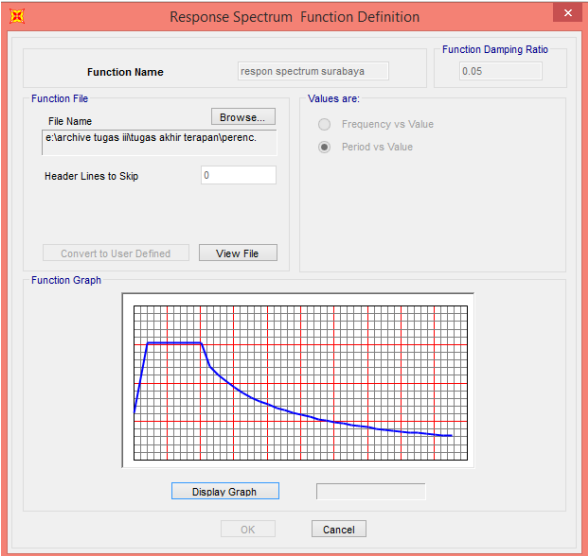 Response Spectrum Function Definition
Function Name
respon spectrum surabaya
Function Damping Ratio
0.05
Function File
File Name
Browse...
e:\archive tugas iii\tugas akhir terapan\perenc.
Header Lines to Skip
0
Convert to User Defined
View File
Values are:
Frequency vs Value
Period vs Value
Function Graph
Display Graph
OK
Cancel